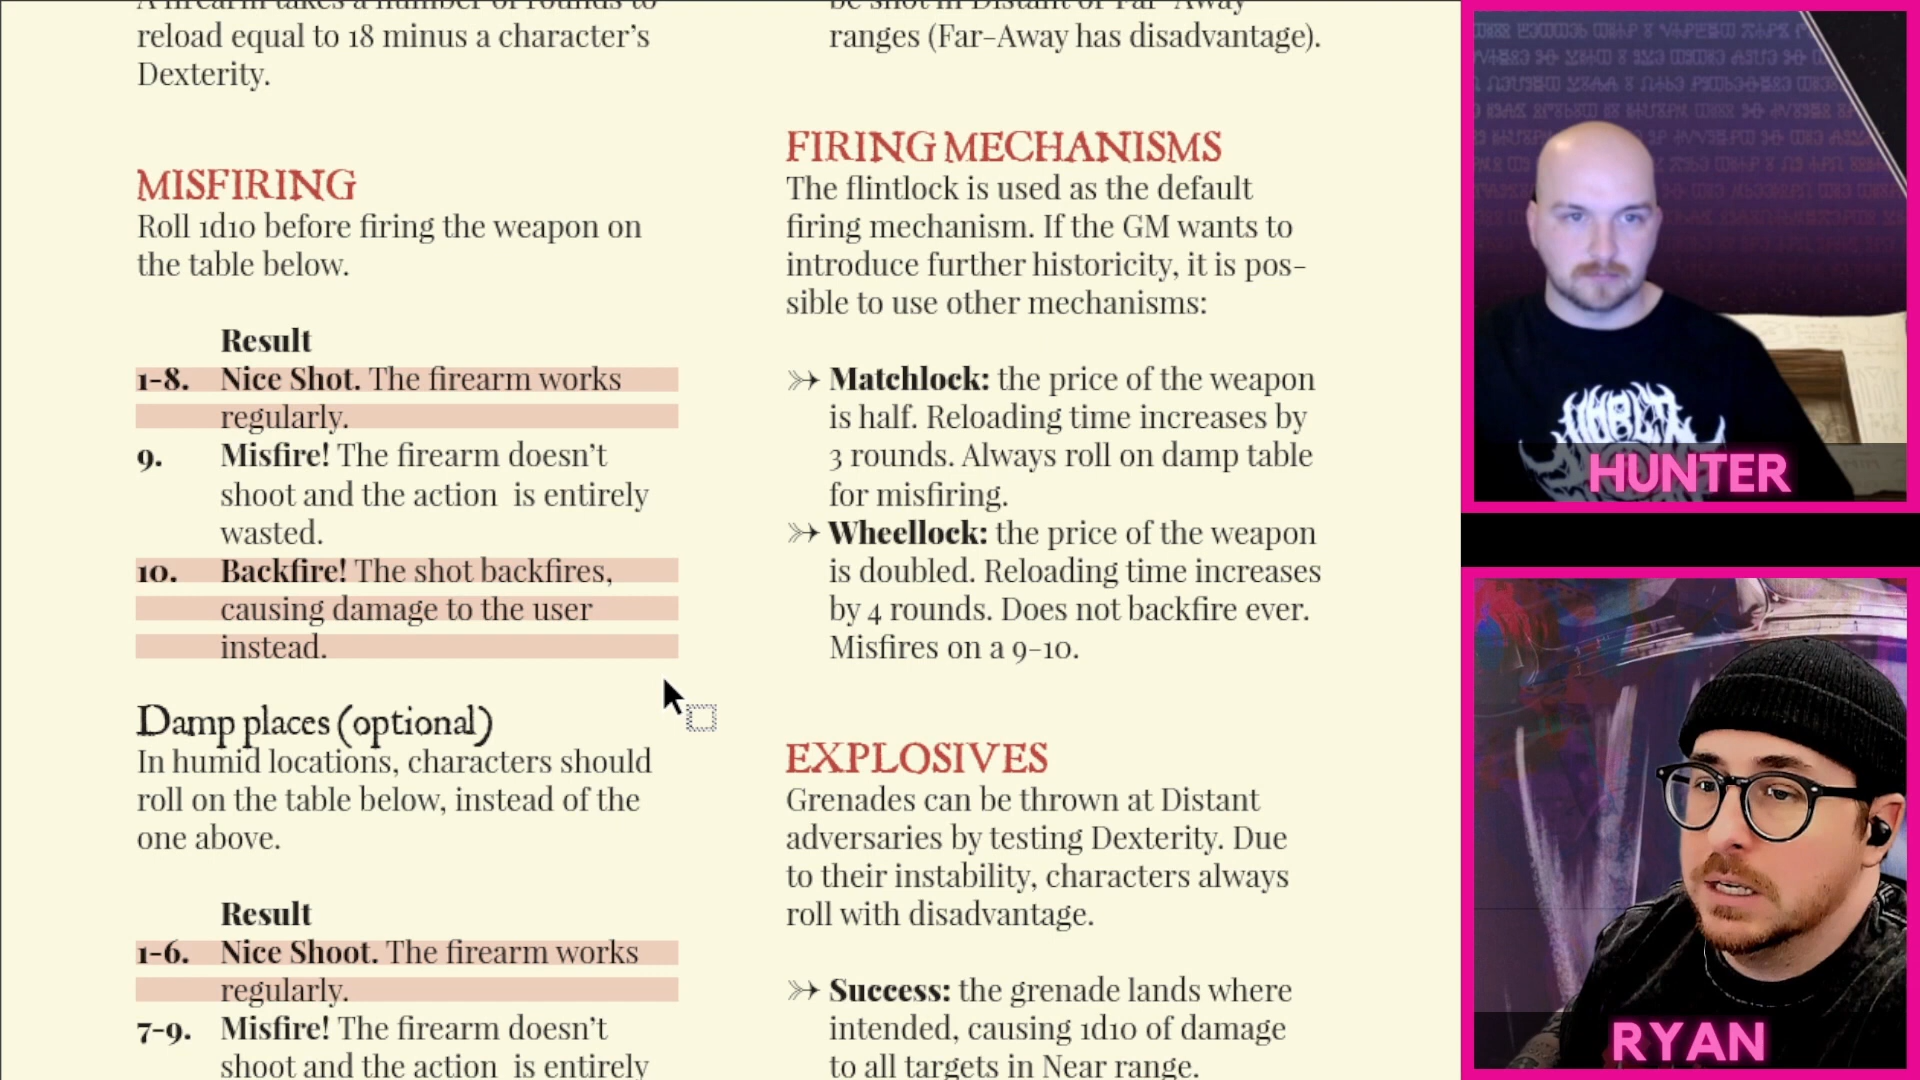 reload equal to 18 minus a character’s
Dexterity.
MISFIRING
Roll 1d10 before firing the weapon on
the table below.
Result
1-8. Nice Shot. The firearm works
regularly.
9. Misfire! The firearm doesn’t
shoot and the action is entirely
wasted.
10. Backfire! The shot backfires,
causing damage to the user
instead.
Damp places (optional)
In humid locations, characters should
roll on the table below, instead of the
one above.
Result
1-6. Nice Shoot. The firearm works
regularly.
7-9. Misfire! The firearm doesn’t
shoot and the action is entirely
ranges (Far-Away has disadvantage).
FIRING MECHANISMS
The flintlock is used as the default
firing mechanism. If the GM wants to
introduce further historicity, it is pos-
sible to use other mechanisms:
Matchlock: the price of the weapon
is half. Reloading time increases by
3 rounds. Always roll on damp table
for misfiring.
Wheellock: the price of the weapon
is doubled. Reloading time increases
by 4 rounds. Does not backfire ever.
Misfires on a 9-10.
EXPLOSIVES
Grenades can be thrown at Distant
adversaries by testing Dexterity. Due
to their instability, characters always
roll with disadvantage.
Success: the grenade lands where
intended, causing 1d10 of damage
to all targets in Near range.
HUNTER
RYAN